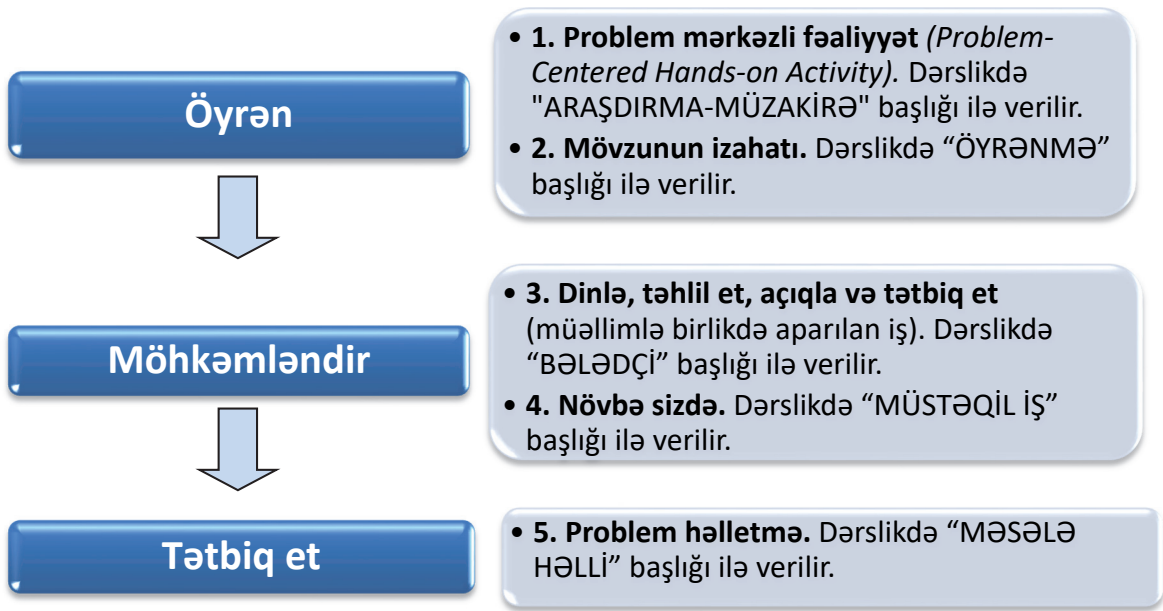 Öyrən
• 1. Problem mərkəzli fəaliyyət (Problem-
Centered Hands-on Activity). Dərslikdə
"ARAŞDIRMA-MÜZAKİRƏ" başlığı ilə verilir.
• 2. Mövzunun izahatı. Dərslikdə “ÖYRƏNMƏ”
başlığı ilə verilir.
Möhkəmləndir
• 3. Dinlə, təhlil et, açıqla və tətbiq et
(müəllimlə birlikdə aparılan iş). Dərslikdə
“BƏLƏDÇİ” başlığı ilə verilir.
• 4. Növbə sizdə. Dərslikdə “MÜSTƏQİL İŞ”
başlığı ilə verilir.
Tətbiq et
• 5. Problem həlletmə. Dərslikdə “MƏSƏLƏ
HƏLLİ” başlığı ilə verilir.